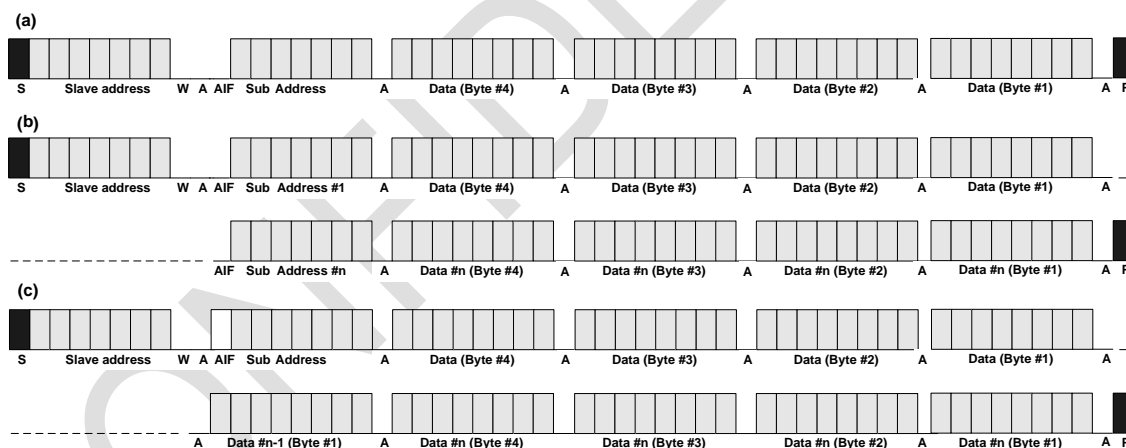 (a)
S Slave address W A AIF Sub Address A Data (Byte #4) A Data (Byte #3) A Data (Byte #2) A Data (Byte #1) A P
(b)
S Slave address W A AIF Sub Address #1 A Data (Byte #4) A Data (Byte #3) A Data (Byte #2) A Data (Byte #1) A
AIF Sub Address #n A Data #n (Byte #4) A Data #n (Byte #3) A Data #n (Byte #2) A Data #n (Byte #1) A P
(c)
S Slave address W A AIF Sub Address A Data (Byte #4) A Data (Byte #3) A Data (Byte #2) A Data (Byte #1) A
A Data #n-1 (Byte #1) A Data #n (Byte #4) A Data #n (Byte #3) A Data #n (Byte #2) A Data #n (Byte #1) A P